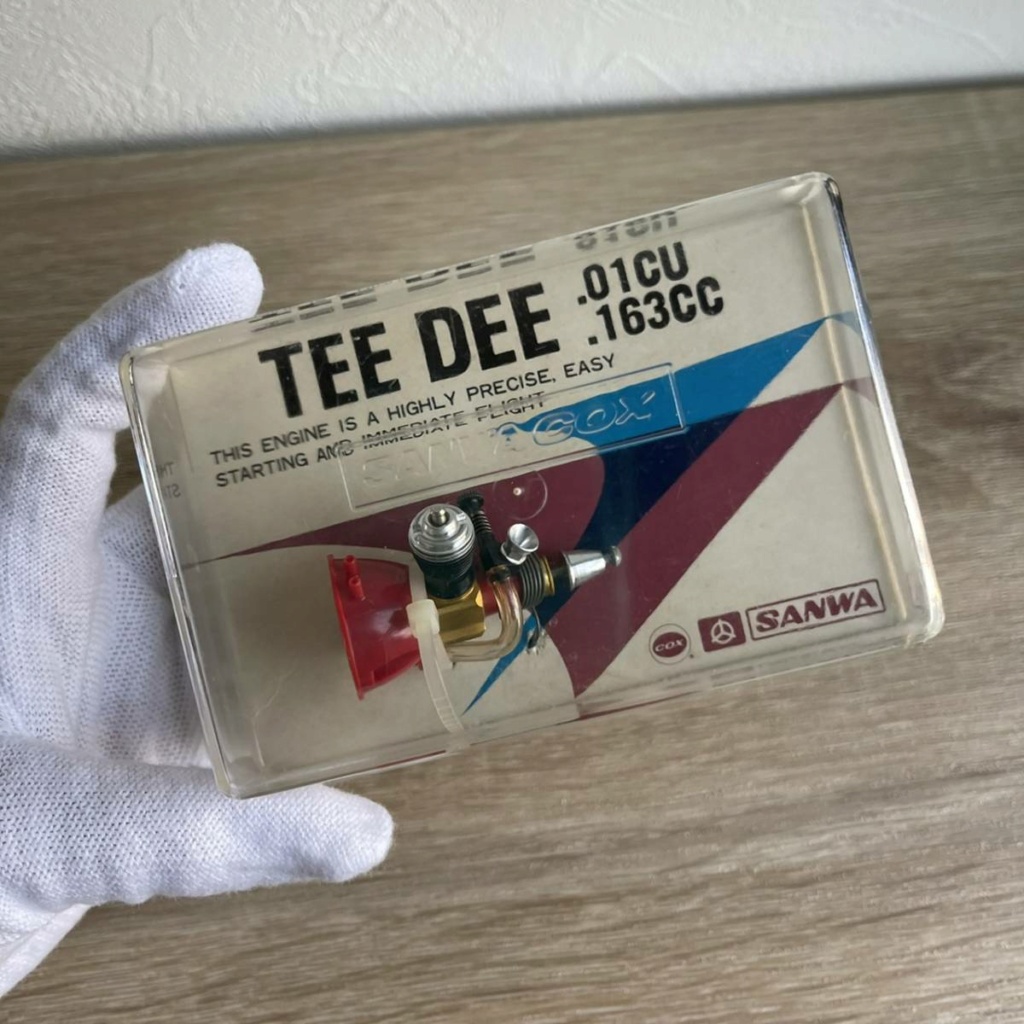 TEE DEE .01CU
.163CC
THIS ENGINE IS A HIGHLY PRECISE, EASY
STARTING AND IMMEDIATE FLIGHT
SANWA COX
COX
SANWA